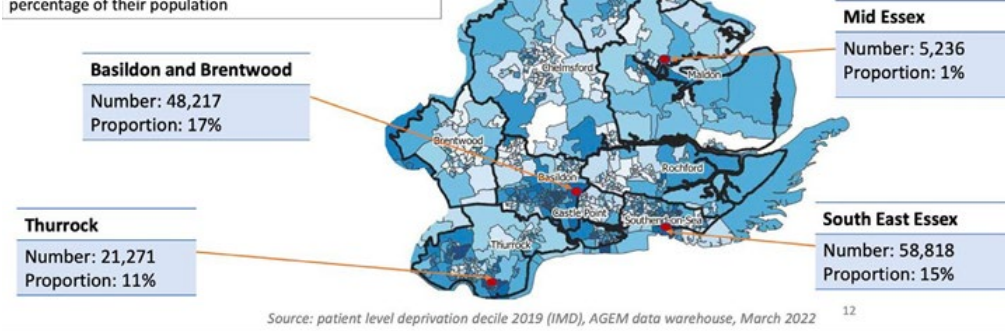 percentage of their population
Mid Essex
Number: 5,236
Proportion: 1%
Basildon and Brentwood
Number: 48,217
Proportion: 17%
Chelmsford
Maldon
Brentwood
Basildon
Rochford
Castle Point
Southend-on-Sea
Thurrock
Thurrock
Number: 21,271
Proportion: 11%
South East Essex
Number: 58,818
Proportion: 15%
Source: patient level deprivation decile 2019 (IMD), AGEM data warehouse, March 2022
12